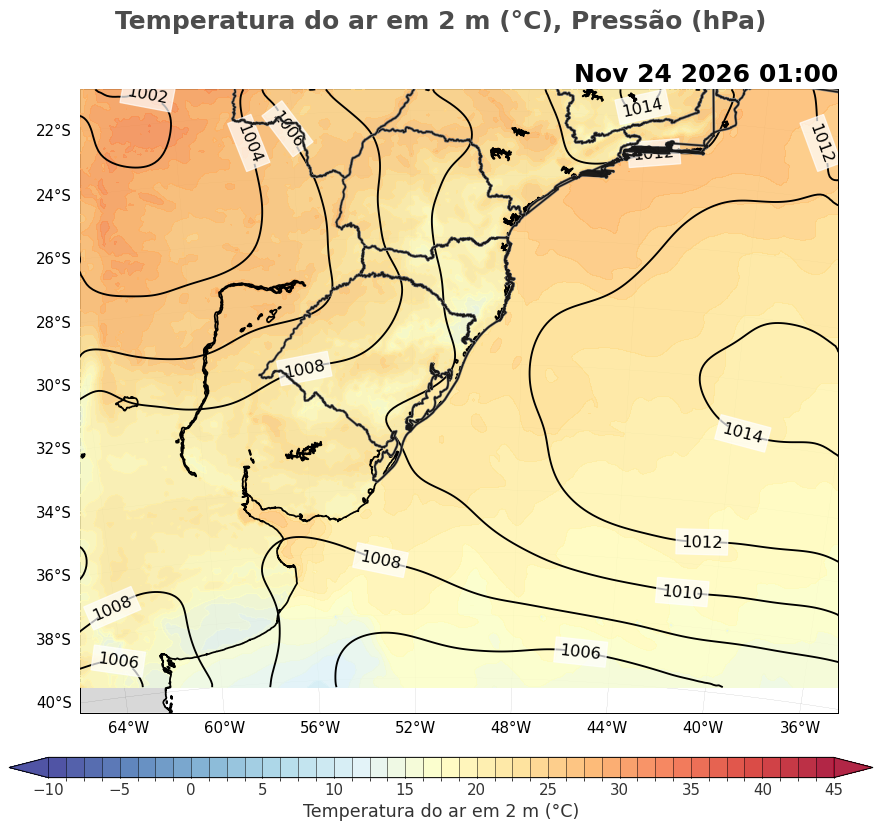 Temperatura do ar em 2 m (°C), Pressão (hPa)
Nov 24 2026 01:00
1002
1004
1006
1014
1012
1012
1008
1014
1012
1008
1010
1008
1006
1006
22°S
24°S
26°S
28°S
30°S
32°S
34°S
36°S
38°S
40°S
64°W 60°W 56°W 52°W 48°W 44°W 40°W 36°W
−10 −5 0 5 10 15 20 25 30 35 40 45
Temperatura do ar em 2 m (°C)